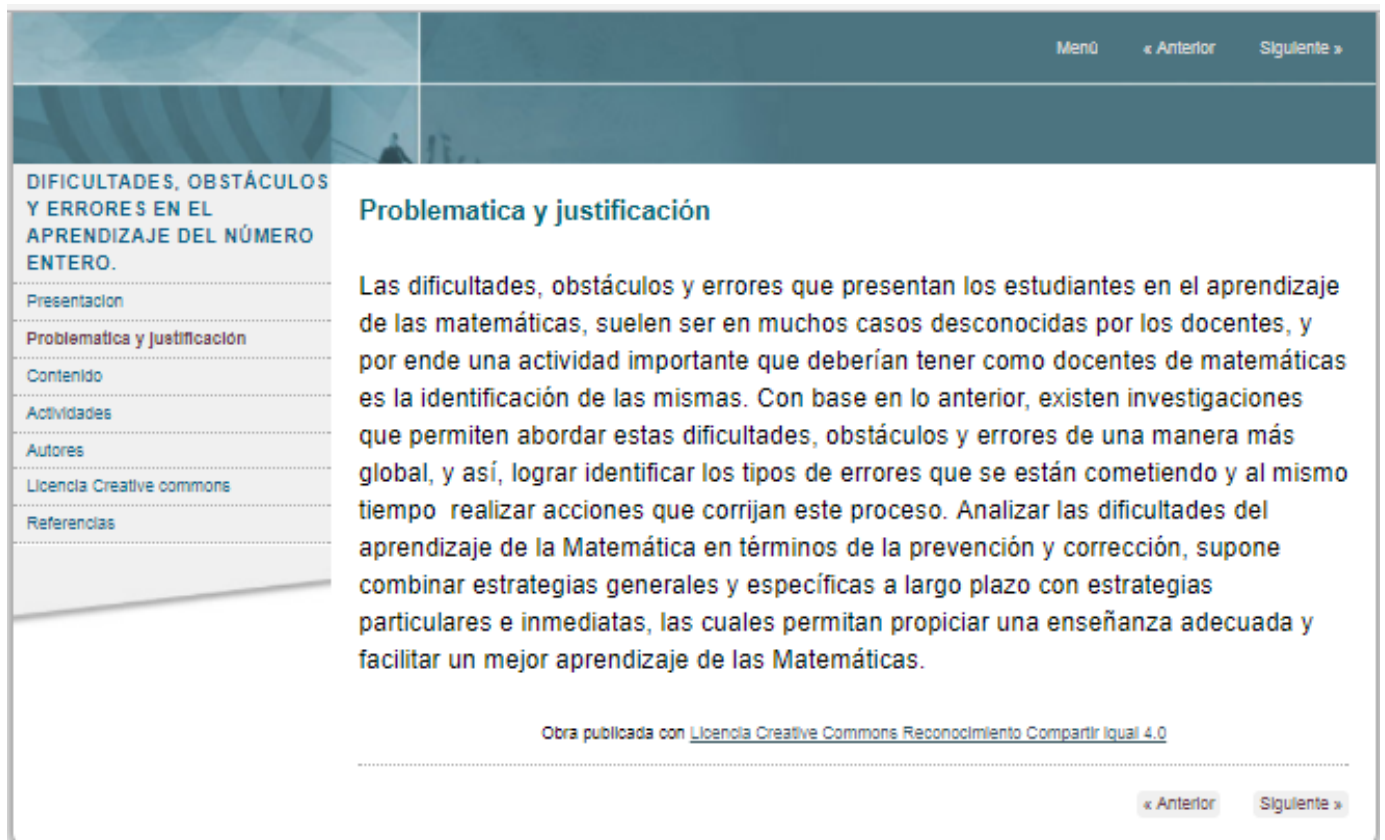 Menú « Anterior Siguiente »
DIFICULTADES, OBSTÁCULOS
Y ERRORES EN EL
APRENDIZAJE DEL NÚMERO
ENTERO.
Presentacion
Problematica y justificación
Contenido
Actividades
Autores
Licencia Creative commons
Referencias
Problematica y justificación
Las dificultades, obstáculos y errores que presentan los estudiantes en el aprendizaje
de las matemáticas, suelen ser en muchos casos desconocidas por los docentes, y
por ende una actividad importante que deberían tener como docentes de matemáticas
es la identificación de las mismas. Con base en lo anterior, existen investigaciones
que permiten abordar estas dificultades, obstáculos y errores de una manera más
global, y así, lograr identificar los tipos de errores que se están cometiendo y al mismo
tiempo realizar acciones que corrijan este proceso. Analizar las dificultades del
aprendizaje de la Matemática en términos de la prevención y corrección, supone
combinar estrategias generales y específicas a largo plazo con estrategias
particulares e inmediatas, las cuales permitan propiciar una enseñanza adecuada y
facilitar un mejor aprendizaje de las Matemáticas.
Obra publicada con Licencia Creative Commons Reconocimiento Compartir igual 4.0
« Anterior Siguiente »